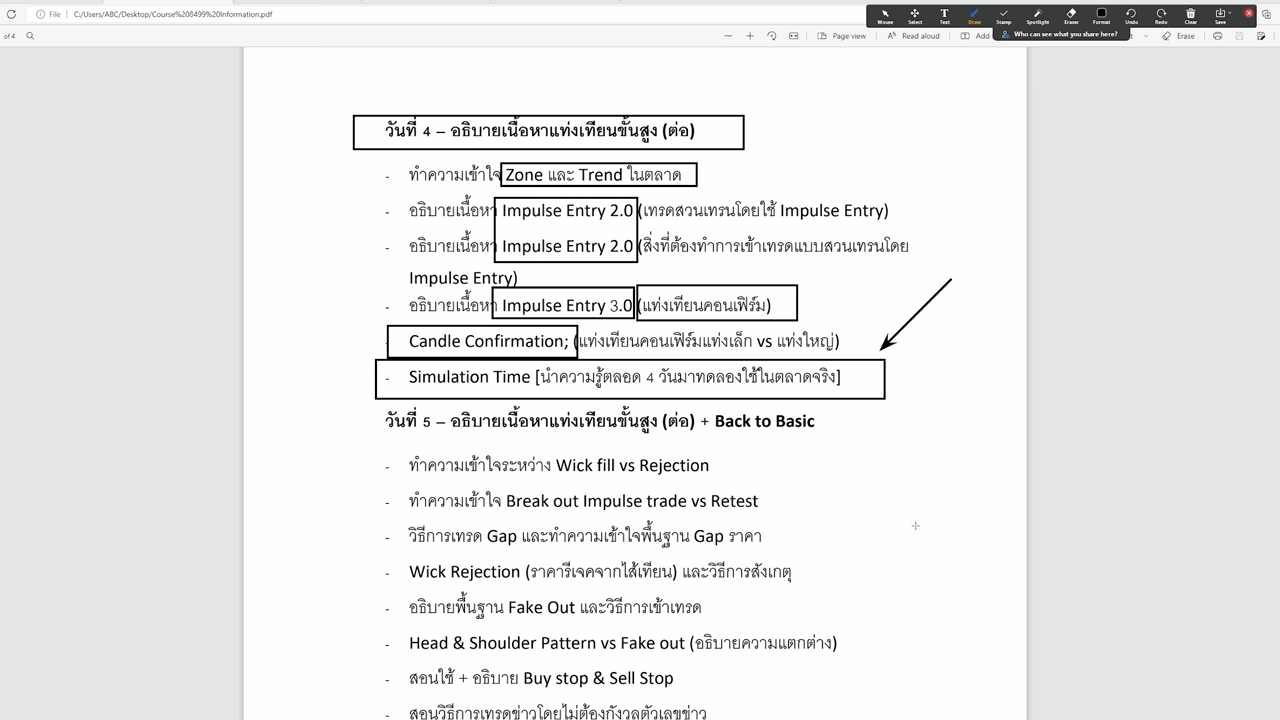 File
C:/Users/ABC/Desktop/Course%208499%20Information.pdf
Mouse Select Text Draw Stamp Spotlight Eraser Format Undo Redo Clear Save
Who can see what you share here?
of 4
Page view
Read aloud
Add
Erase
วันที่ 4 – อธิบายเนื้อหาแท่งเทียนขั้นสูง (ต่อ)
- ทำความเข้าใจ Zone และ Trend ในตลาด
- อธิบายเนื้อหา Impulse Entry 2.0 (เทรดสวนเทรนโดยใช้ Impulse Entry)
- อธิบายเนื้อหา Impulse Entry 2.0 (สิ่งที่ต้องทำการเข้าเทรดแบบสวนเทรนโดย
Impulse Entry)
- อธิบายเนื้อหา Impulse Entry 3.0 (แท่งเทียนคอนเฟิร์ม)
- Candle Confirmation; (แท่งเทียนคอนเฟิร์มแท่งเล็ก vs แท่งใหญ่)
- Simulation Time [นำความรู้ตลอด 4 วันมาทดลองใช้ในตลาดจริง]
วันที่ 5 – อธิบายเนื้อหาแท่งเทียนขั้นสูง (ต่อ) + Back to Basic
- ทำความเข้าใจระหว่าง Wick fill vs Rejection
- ทำความเข้าใจ Break out Impulse trade vs Retest
- วิธีการเทรด Gap และทำความเข้าใจพื้นฐาน Gap ราคา
- Wick Rejection (ราคารีเจคจากไส้เทียน) และวิธีการสังเกตุ
- อธิบายพื้นฐาน Fake Out และวิธีการเข้าเทรด
- Head & Shoulder Pattern vs Fake out (อธิบายความแตกต่าง)
- สอนใช้ + อธิบาย Buy stop & Sell Stop
- สอนวิธีการเทรดข่าวโดยไม่ต้องกังวลตัวเลขข่าว